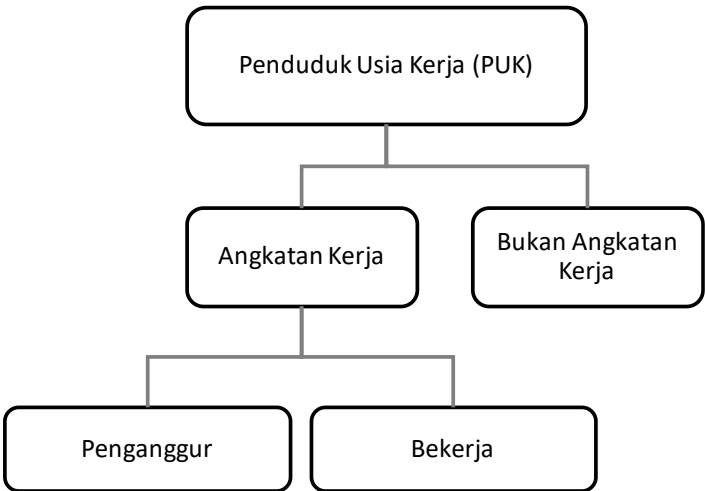 Penduduk Usia Kerja (PUK)
Angkatan Kerja
Bukan Angkatan
Kerja
Penganggur
Bekerja